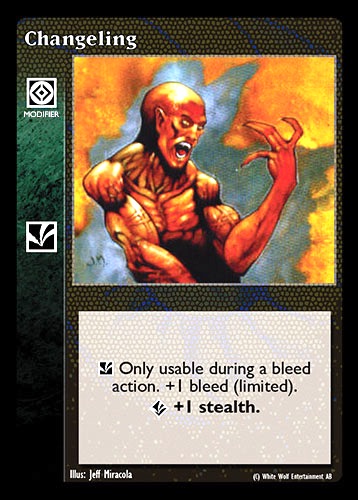 Changeling
MODIFIER
J.M.
Only usable during a bleed
action. +1 bleed (limited).
+1 stealth.
Illus: Jeff Miracola
(C) White Wolf Entertainment AB